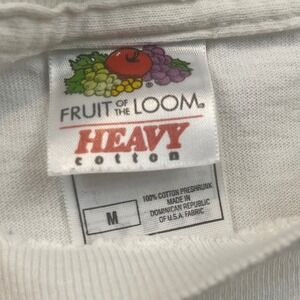 FRUIT OF THE LOOM®
HEAVY
cotton
M
100% COTTON PRESHRUNK
MADE IN
DOMINICAN REPUBLIC
OF U.S.A. FABRIC